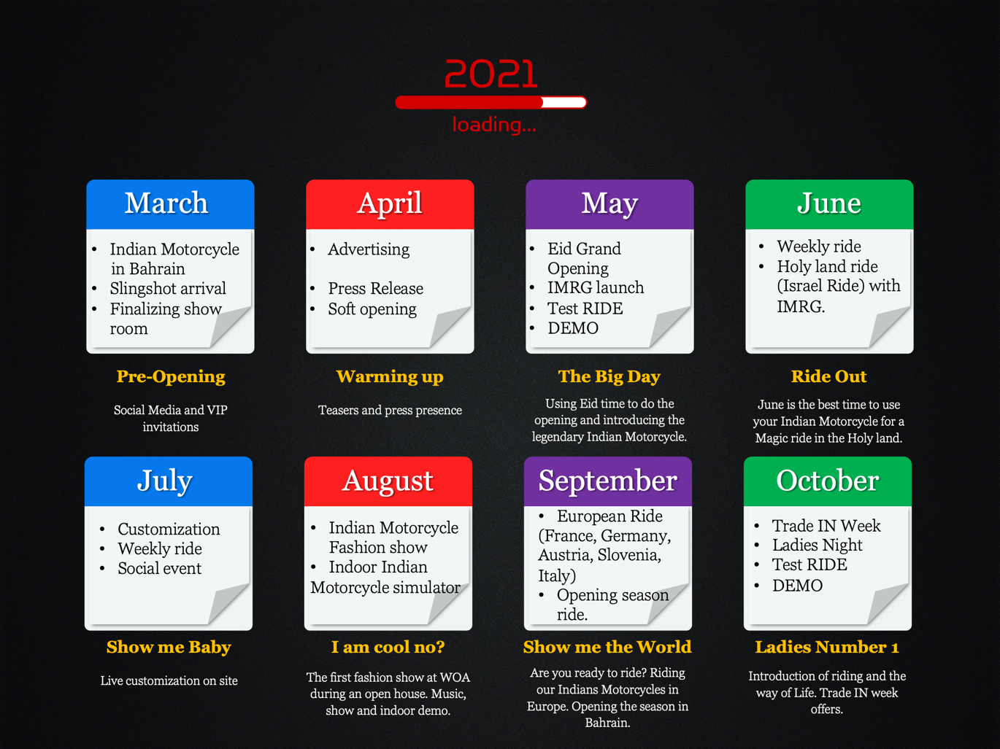 2021
loading...
March
• Indian Motorcycle
in Bahrain
• Slingshot arrival
• Finalizing show
room
Pre-Opening
Social Media and VIP
invitations
April
• Advertising
• Press Release
• Soft opening
Warming up
Teasers and press presence
May
• Eid Grand
Opening
• IMRG launch
• Test RIDE
• DEMO
The Big Day
Using Eid time to do the
opening and introducing the
legendary Indian Motorcycle.
June
• Weekly ride
• Holy land ride
(Israel Ride) with
IMRG.
Ride Out
June is the best time to use
your Indian Motorcycle for a
Magic ride in the Holy land.
July
• Customization
• Weekly ride
• Social event
Show me Baby
Live customization on site
August
• Indian Motorcycle
Fashion show
• Indoor Indian
Motorcycle simulator
I am cool no?
The first fashion show at WOA
during an open house. Music,
show and indoor demo.
September
• European Ride
(France, Germany,
Austria, Slovenia,
Italy)
• Opening season
ride.
Show me the World
Are you ready to ride? Riding
our Indians Motorcycles in
Europe. Opening the season in
Bahrain.
October
• Trade IN Week
• Ladies Night
• Test RIDE
• DEMO
Ladies Number 1
Introduction of riding and the
way of Life. Trade IN week
offers.